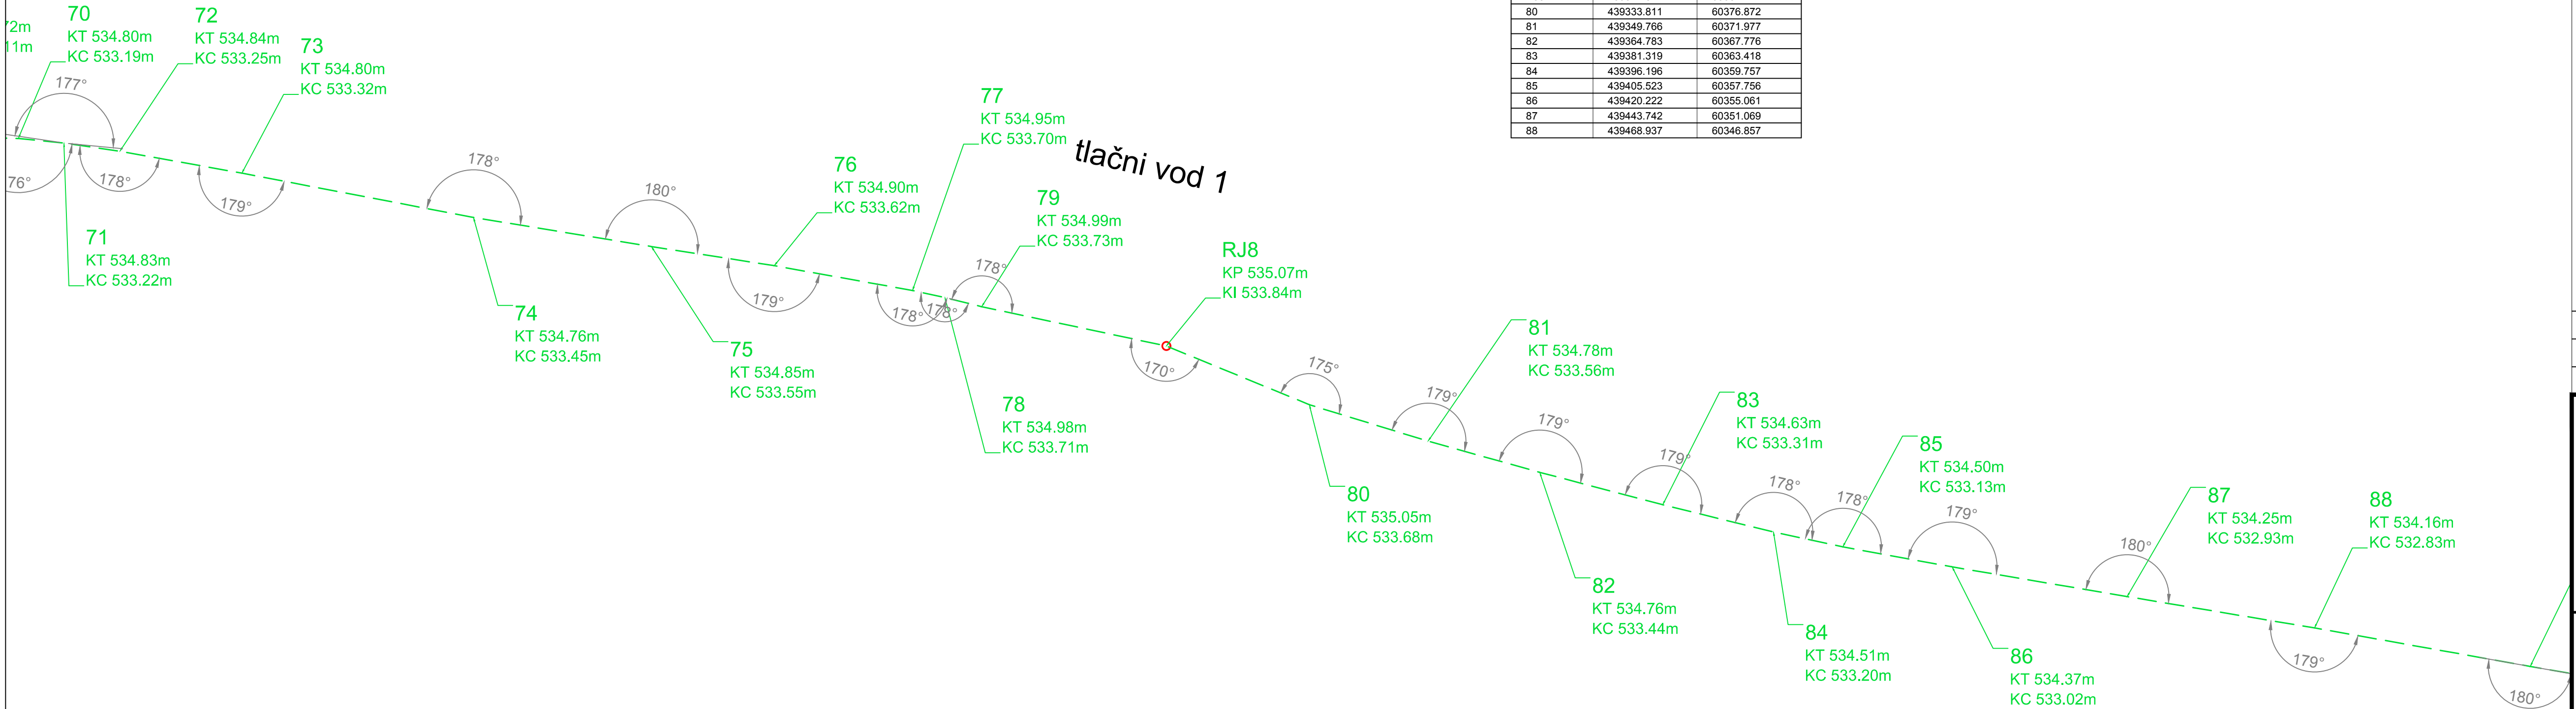 70
KT 534.80m
KC 533.19m
72
KT 534.84m
KC 533.25m
73
KT 534.80m
KC 533.32m
177°
76°
178°
179°
71
KT 534.83m
KC 533.22m
178°
74
KT 534.76m
KC 533.45m
180°
75
KT 534.85m
KC 533.55m
76
KT 534.90m
KC 533.62m
179°
77
KT 534.95m
KC 533.70m
178°
178°
178°
tlačni vod 1
79
KT 534.99m
KC 533.73m
78
KT 534.98m
KC 533.71m
RJ8
KP 535.07m
KI 533.84m
170°
175°
80
KT 535.05m
KC 533.68m
80 439333.811 60376.872
81 439349.766 60371.977
82 439364.783 60367.776
83 439381.319 60363.418
84 439396.196 60359.757
85 439405.523 60357.756
86 439420.222 60355.061
87 439443.742 60351.069
88 439468.937 60346.857
81
KT 534.78m
KC 533.56m
179°
179°
82
KT 534.76m
KC 533.44m
83
KT 534.63m
KC 533.31m
179°
178°
84
KT 534.51m
KC 533.20m
85
KT 534.50m
KC 533.13m
178°
179°
86
KT 534.37m
KC 533.02m
87
KT 534.25m
KC 532.93m
180°
88
KT 534.16m
KC 532.83m
179°
180°